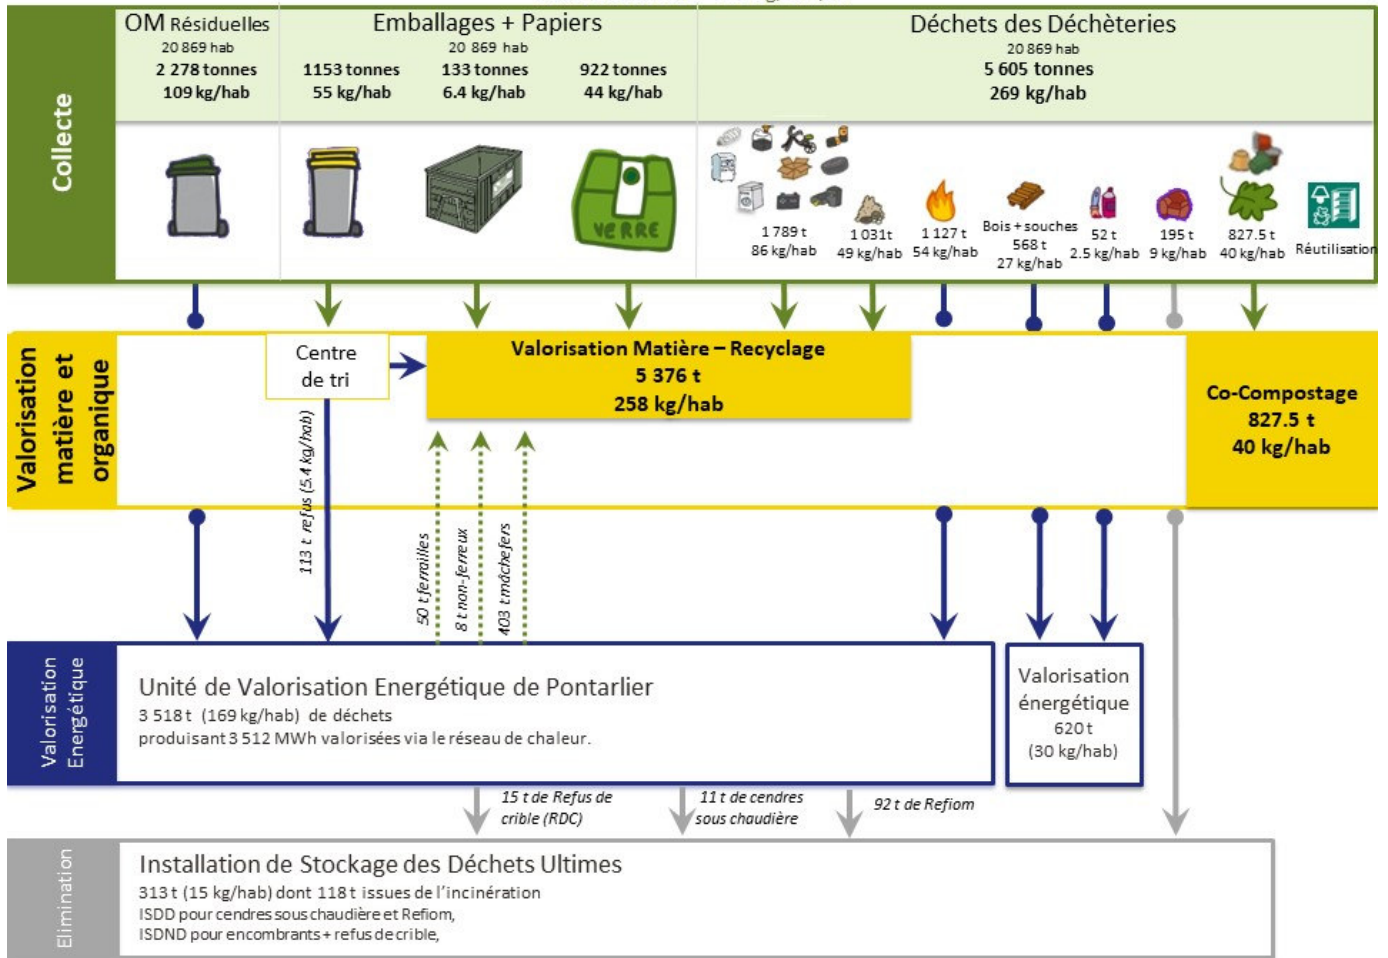 Collecte
OM Résiduelles
20 869 hab
2 278 tonnes
109 kg/hab
Emballages + Papiers
20 869 hab
1153 tonnes
133 tonnes
922 tonnes
55 kg/hab
6.4 kg/hab
44 kg/hab
Déchets des Déchèteries
20 869 hab
5 605 tonnes
269 kg/hab
VERRE
1 789 t
86 kg/hab
1 031t
49 kg/hab
1 127 t
54 kg/hab
Bois + souches
568 t
27 kg/hab
52 t
2.5 kg/hab
195 t
9 kg/hab
827.5 t
40 kg/hab
Réutilisation
Valorisation
matière et
organique
Centre
de tri
Valorisation Matière – Recyclage
5 376 t
258 kg/hab
Co-Compostage
827.5 t
40 kg/hab
113 t refus (5.4 kg/hab)
50 t ferrailles
8 t non-ferreux
403 t mâchefers
Valorisation
Energétique
Unité de Valorisation Energétique de Pontarlier
3 518 t (169 kg/hab) de déchets
produisant 3 512 MWh valorisées via le réseau de chaleur.
Valorisation
énergétique
620 t
(30 kg/hab)
15 t de Refus de
crible (RDC)
11 t de cendres
sous chaudière
92 t de Refiom
Elimination
Installation de Stockage des Déchets Ultimes
313 t (15 kg/hab) dont 118 t issues de l'incinération
ISDD pour cendres sous chaudière et Refiom,
ISDND pour encombrants + refus de crible,